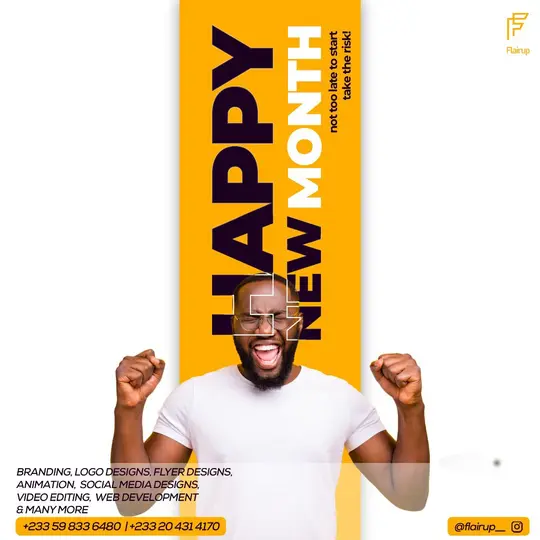 Flairup
HAPPY
NEW MONTH
not too late to start
take the risk!
BRANDING, LOGO DESIGNS, FLYER DESIGNS,
ANIMATION, SOCIAL MEDIA DESIGNS,
VIDEO EDITING, WEB DEVELOPMENT
& MANY MORE
+233 59 833 6480 | +233 20 431 4170
@flairup__